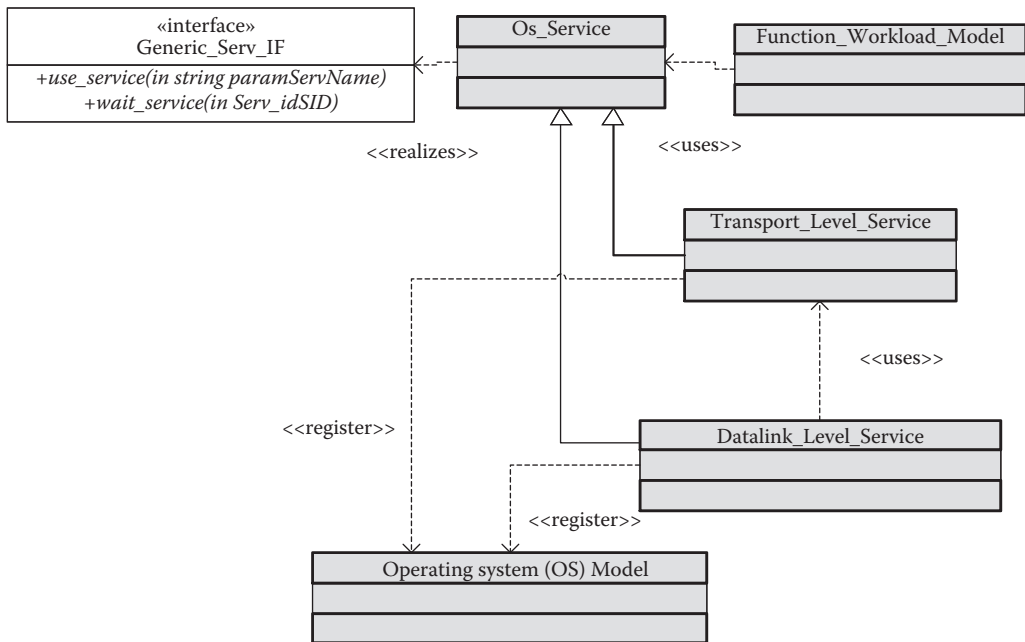 «interface»
Generic_Serv_IF
+use_service(in string paramServName)
+wait_service(in Serv_idSID)
Os_Service
Function_Workload_Model
<<realizes>>
<<uses>>
Transport_Level_Service
<<uses>>
<<register>>
Datalink_Level_Service
<<register>>
Operating system (OS) Model